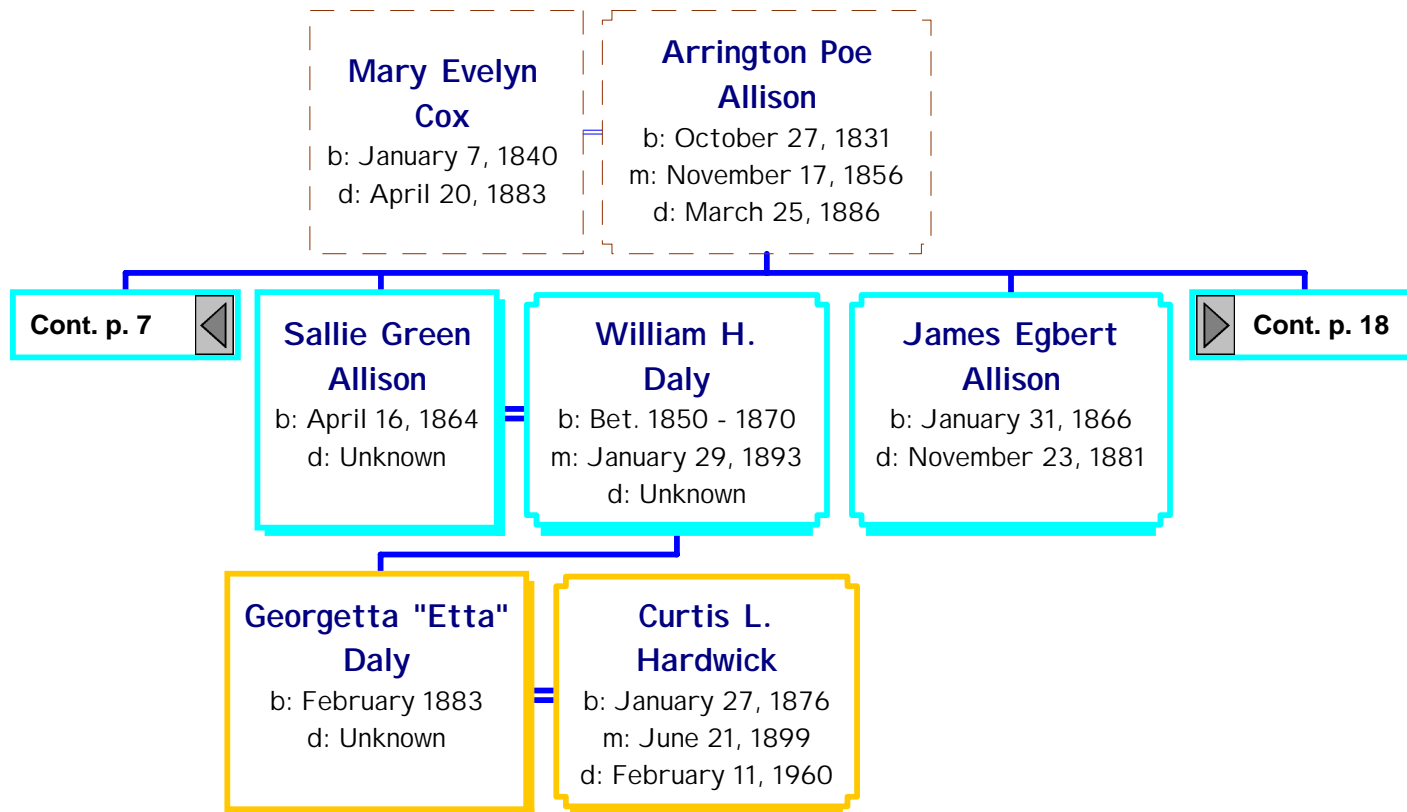 Mary Evelyn
Cox
b: January 7, 1840
d: April 20, 1883
Arrington Poe
Allison
b: October 27, 1831
m: November 17, 1856
d: March 25, 1886
Cont. p. 7
Sallie Green
Allison
b: April 16, 1864
d: Unknown
William H.
Daly
b: Bet. 1850 - 1870
m: January 29, 1893
d: Unknown
James Egbert
Allison
b: January 31, 1866
d: November 23, 1881
Cont. p. 18
Georgetta "Etta"
Daly
b: February 1883
d: Unknown
Curtis L.
Hardwick
b: January 27, 1876
m: June 21, 1899
d: February 11, 1960